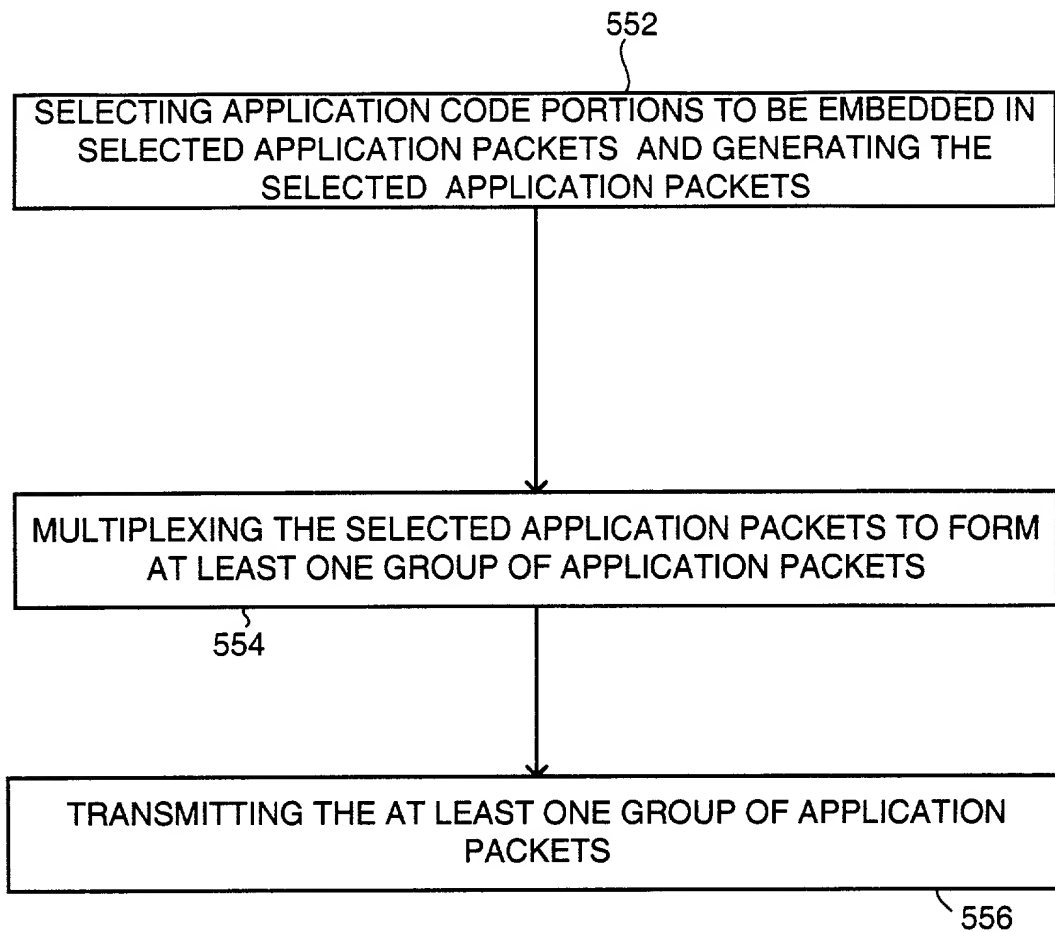 552
SELECTING APPLICATION CODE PORTIONS TO BE EMBEDDED IN
SELECTED APPLICATION PACKETS AND GENERATING THE
SELECTED APPLICATION PACKETS
MULTIPLEXING THE SELECTED APPLICATION PACKETS TO FORM
AT LEAST ONE GROUP OF APPLICATION PACKETS
554
TRANSMITTING THE AT LEAST ONE GROUP OF APPLICATION
PACKETS
556